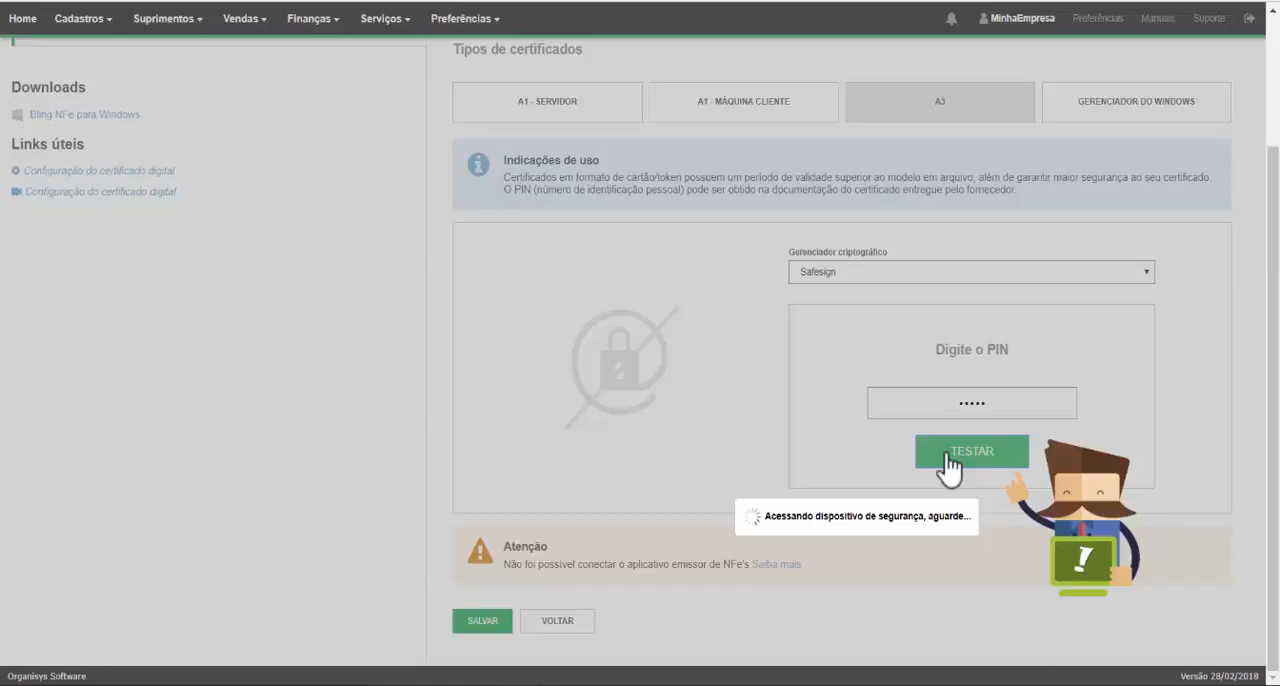 Home Cadastros Suprimentos Vendas Finanças Serviços Preferências MinhaEmpresa Preferências Manuais Suporte
Tipos de certificados
Downloads
Bling NFe para Windows
Links úteis
Configuração do certificado digital
Configuração do certificado digital
A1 - SERVIDOR A1 - MÁQUINA CLIENTE A3 GERENCIADOR DO WINDOWS
Indicações de uso
Certificados em formato de cartão/token possuem um período de validade superior ao modelo em arquivo, além de garantir maior segurança ao seu certificado.
O PIN (número de identificação pessoal) pode ser obtido na documentação do certificado entregue pelo fornecedor.
Gerenciador criptográfico
Safesign
Digite o PIN
•••••
TESTAR
Acessando dispositivo de segurança, aguarde...
Atenção
Não foi possível conectar o aplicativo emissor de NFe's Saiba mais
SALVAR VOLTAR
Organisys Software Versão 28/02/2018